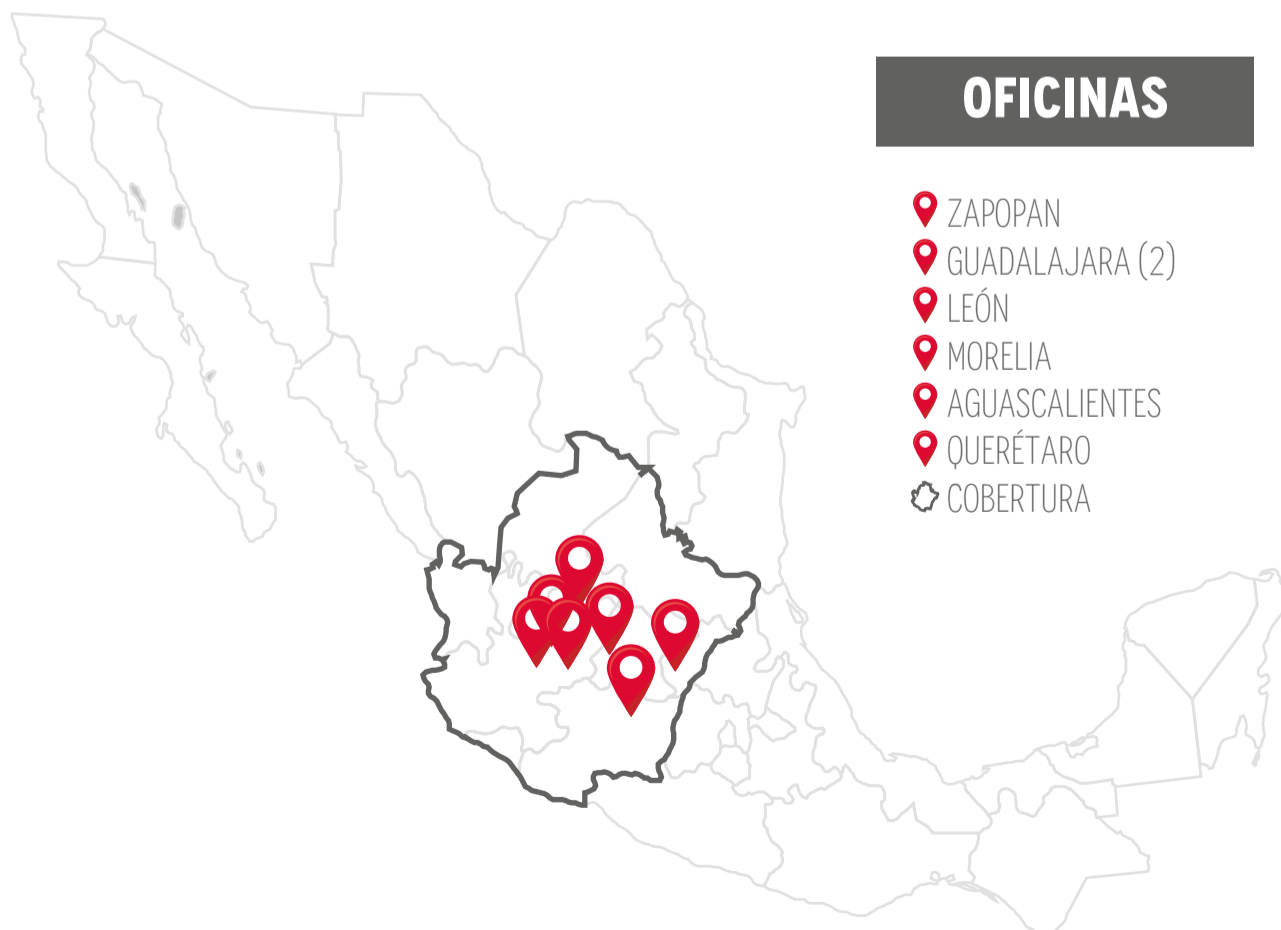 OFICINAS
ZAPOPAN
GUADALAJARA (2)
LEÓN
MORELIA
AGUASCALIENTES
QUERÉTARO
COBERTURA